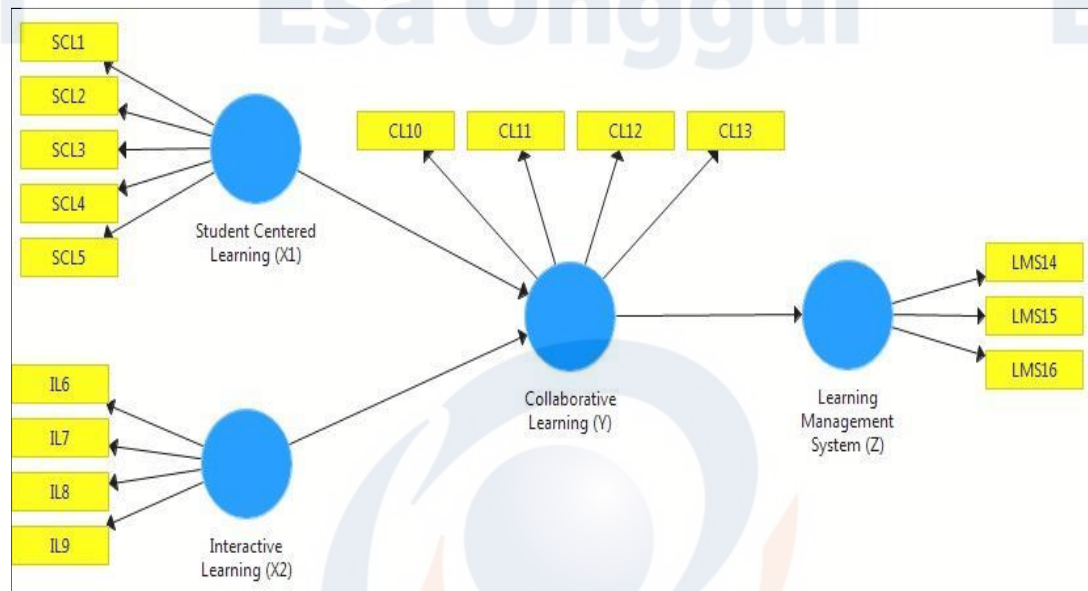 Esa Unggul
SCL1
SCL2
SCL3
SCL4
SCL5
Student Centered
Learning (X1)
CL10
CL11
CL12
CL13
IL6
IL7
IL8
IL9
Interactive
Learning (X2)
Collaborative
Learning (Y)
Learning
Management
System (Z)
LMS14
LMS15
LMS16